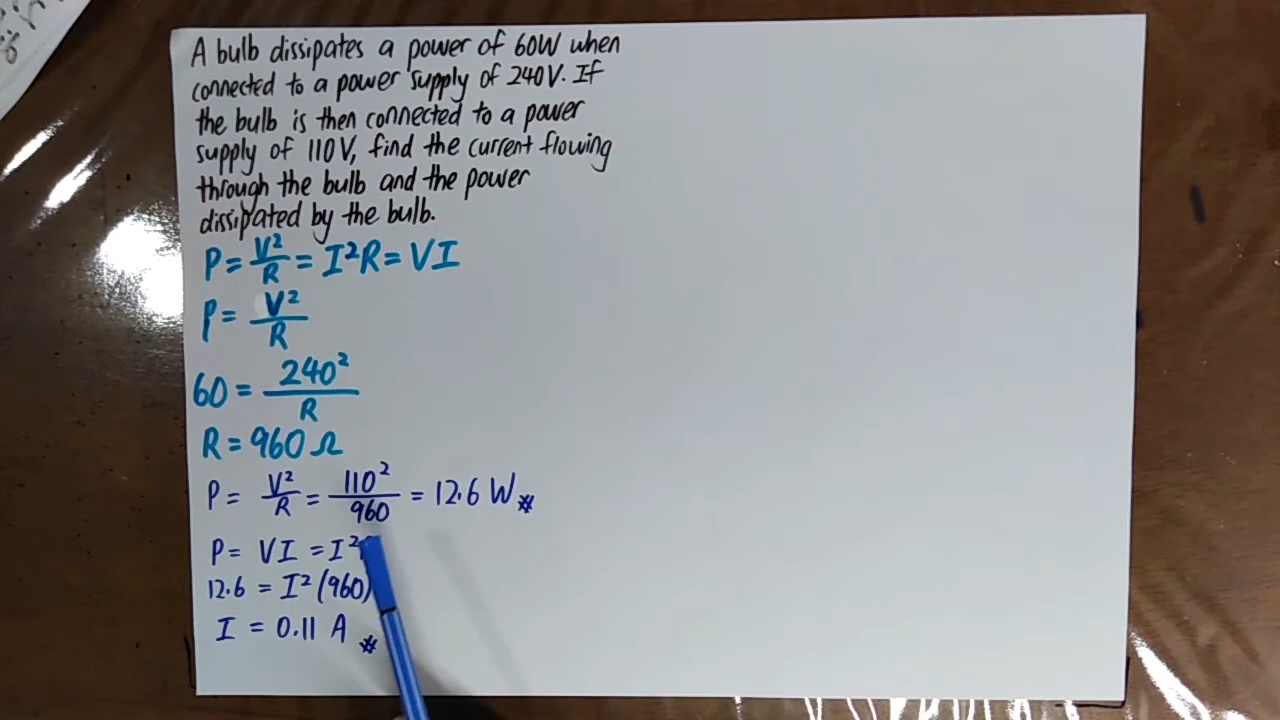 A bulb dissipates a power of 60W when
connected to a power supply of 240V. If
the bulb is then connected to a power
supply of 110V, find the current flowing
through the bulb and the power
dissipated by the bulb.
P = V²/R = I²R = VI
P = V²/R
60 = 240²/R
R = 960 Ω
P = V²/R = 110²/960 = 12.6 W *
P = VI = I²
12.6 = I² (960)
I = 0.11 A *